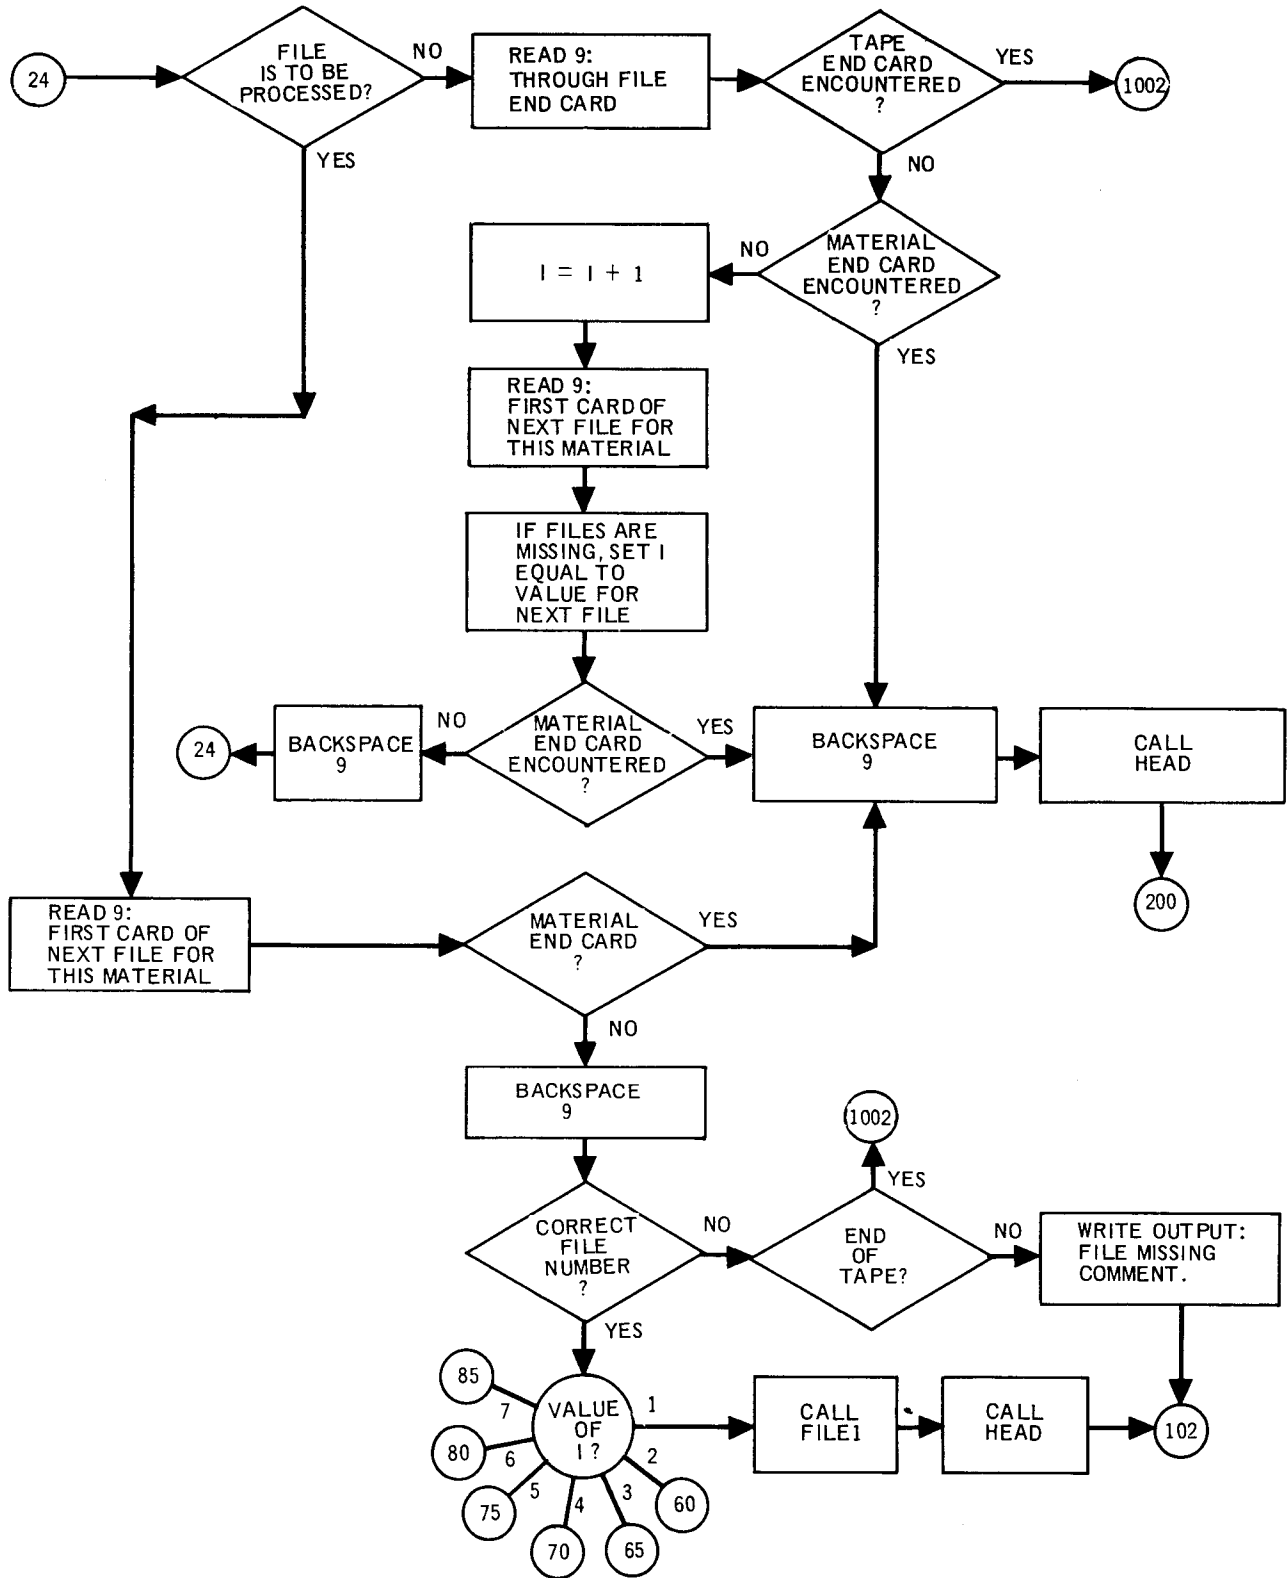 24
FILE
IS TO BE
PROCESSED?
NO
YES
READ 9:
THROUGH FILE
END CARD
TAPE
END CARD
ENCOUNTERED
?
YES
1002
NO
MATERIAL
END CARD
ENCOUNTERED
?
NO
YES
I = I + 1
READ 9:
FIRST CARD OF
NEXT FILE FOR
THIS MATERIAL
IF FILES ARE
MISSING, SET I
EQUAL TO
VALUE FOR
NEXT FILE
MATERIAL
END CARD
ENCOUNTERED
?
NO
YES
BACKSPACE
9
24
BACKSPACE
9
CALL
HEAD
200
READ 9:
FIRST CARD OF
NEXT FILE FOR
THIS MATERIAL
MATERIAL
END CARD
?
YES
NO
BACKSPACE
9
CORRECT
FILE
NUMBER
?
NO
YES
END
OF
TAPE?
YES
1002
NO
WRITE OUTPUT:
FILE MISSING
COMMENT.
VALUE
OF
I ?
1
2
3
4
5
6
7
85
80
75
70
65
60
CALL
FILE1
CALL
HEAD
102